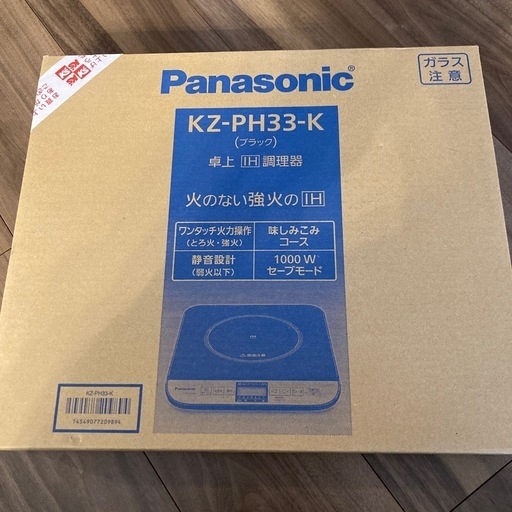 Panasonic
ガラス
注意
KZ-PH33-K
(ブラック)
卓上 IH 調理器
火のない強火の IH
ワンタッチ火力操作
(とろ火・強火)
味しみこみ
コース
静音設計
(弱火以下)
1000 W
セーブモード
Panasonic
KZ-PH33-K